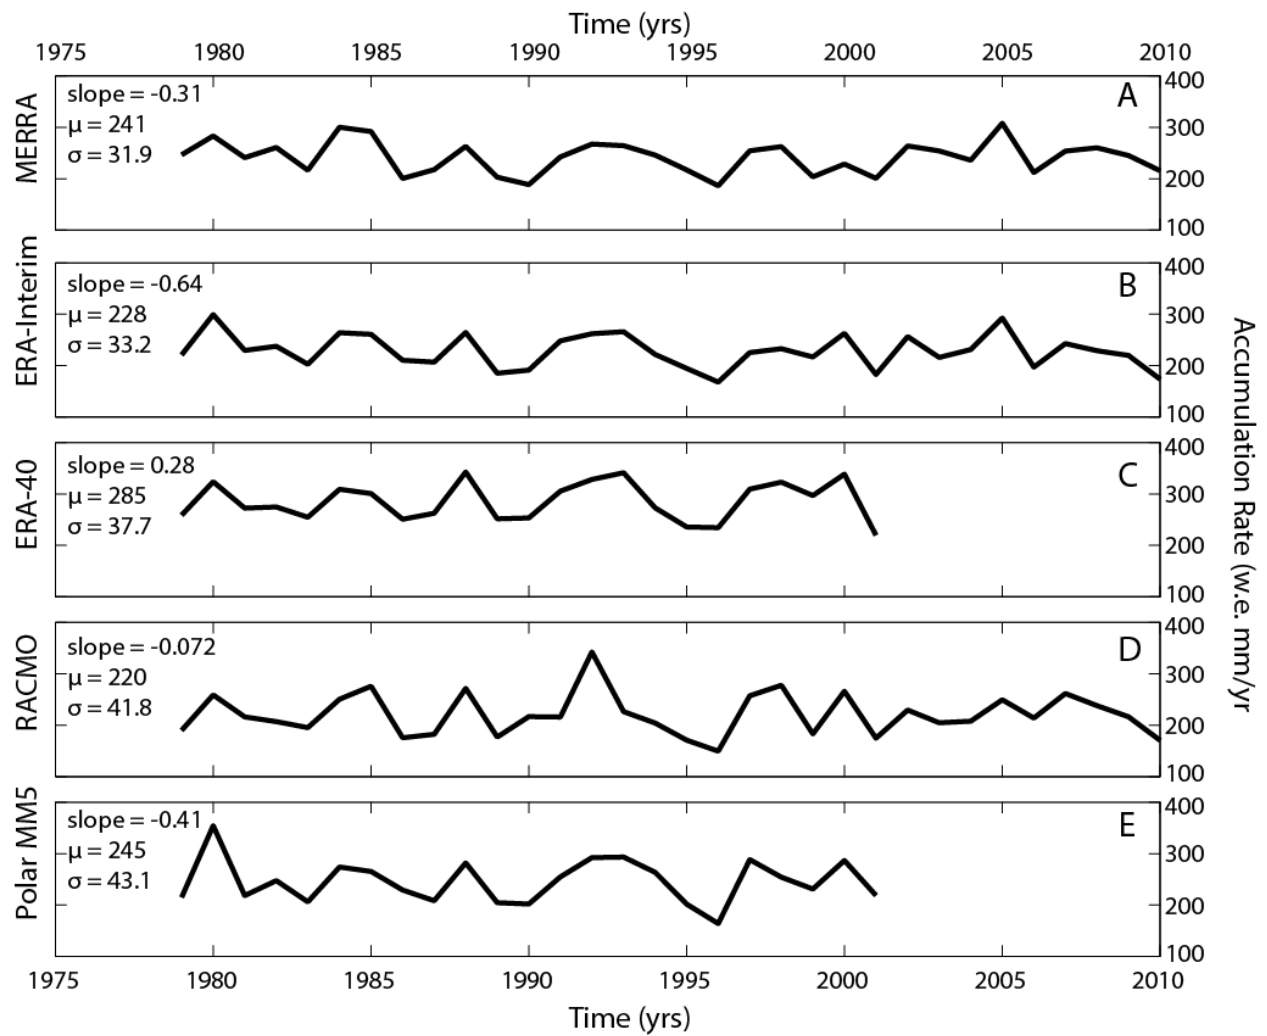 Time (yrs)
1975 1980 1985 1990 1995 2000 2005 2010
MERRA
slope = -0.31
μ = 241
σ = 31.9
A
400
300
200
100
ERA-Interim
slope = -0.64
μ = 228
σ = 33.2
B
400
300
200
100
ERA-40
slope = 0.28
μ = 285
σ = 37.7
C
400
300
200
100
RACMO
slope = -0.072
μ = 220
σ = 41.8
D
400
300
200
100
Polar MM5
slope = -0.41
μ = 245
σ = 43.1
E
400
300
200
100
Accumulation Rate (w.e. mm/yr
1975 1980 1985 1990 1995 2000 2005 2010
Time (yrs)